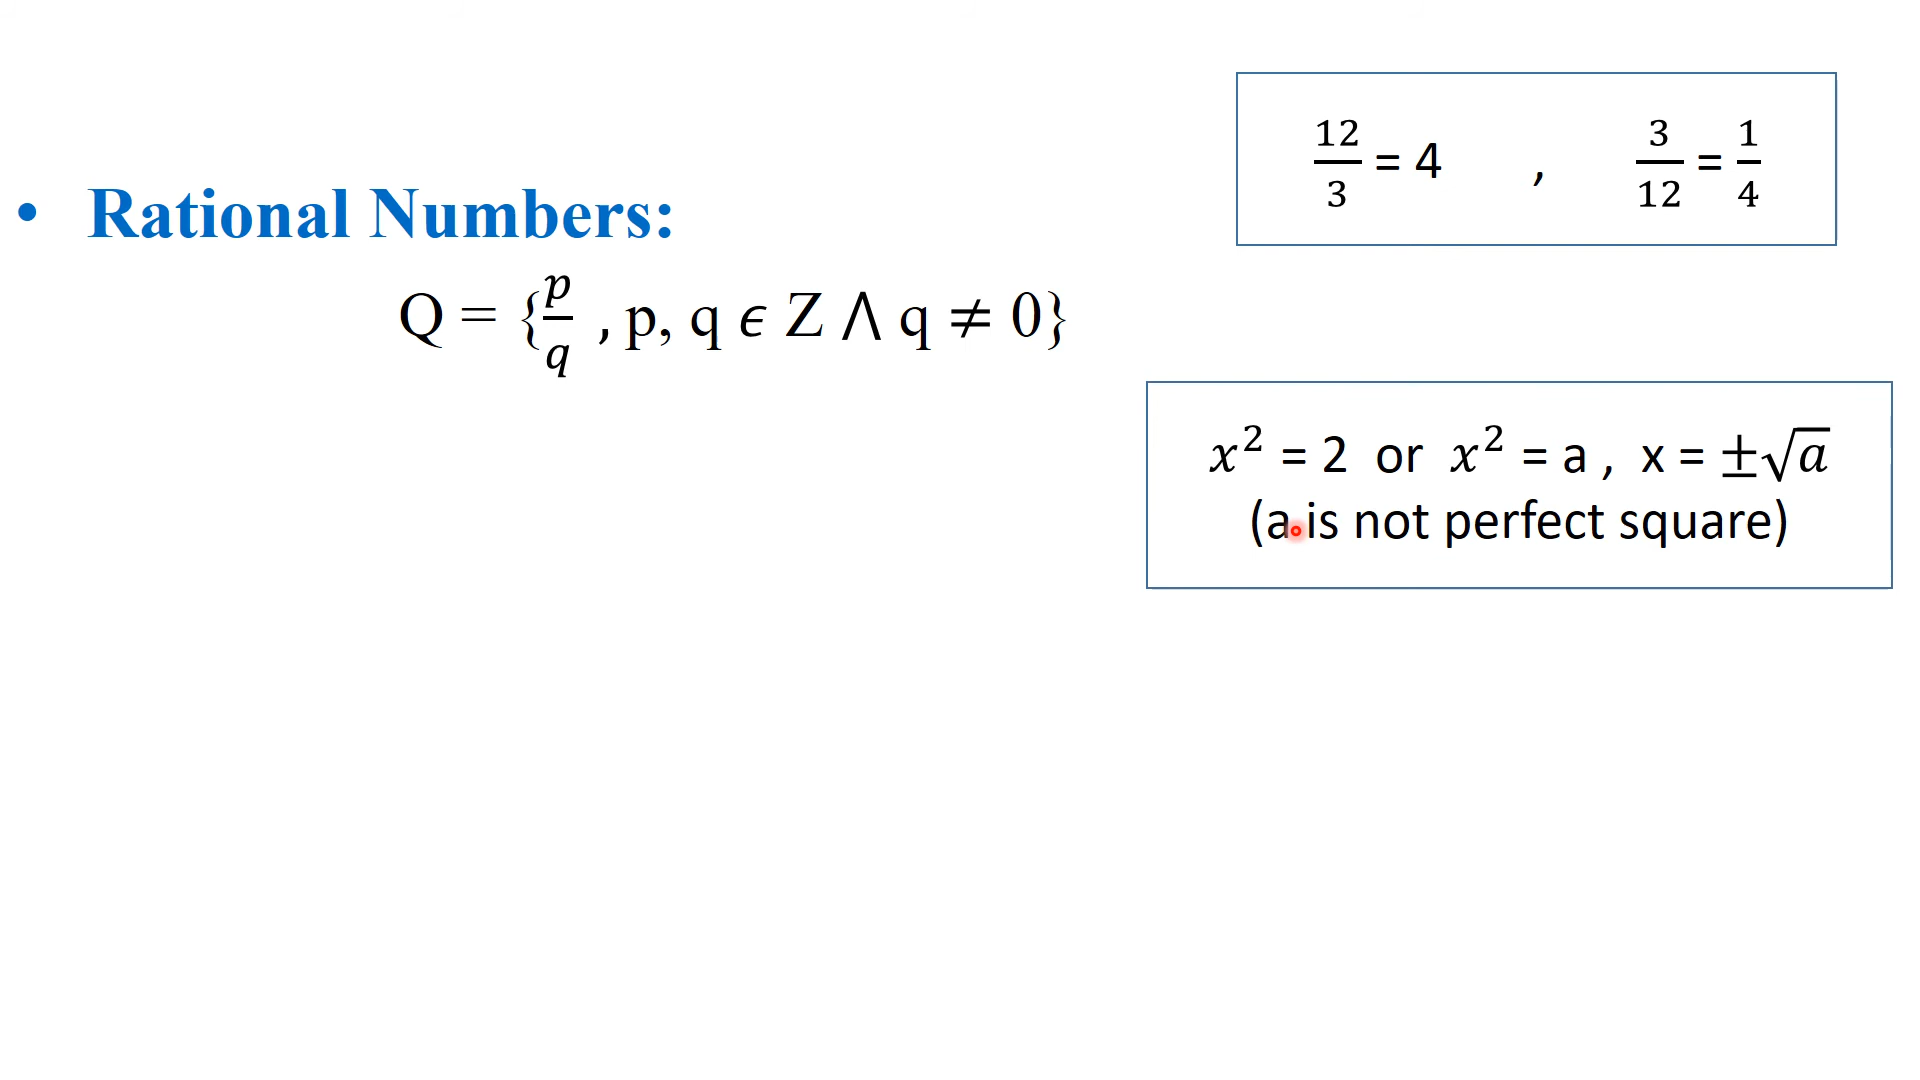 12/3 = 4 , 3/12 = 1/4
• Rational Numbers:
Q = {p/q , p, q ϵ Z ⋀ q ≠ 0}
x² = 2 or x² = a , x = ±√a
(a is not perfect square)